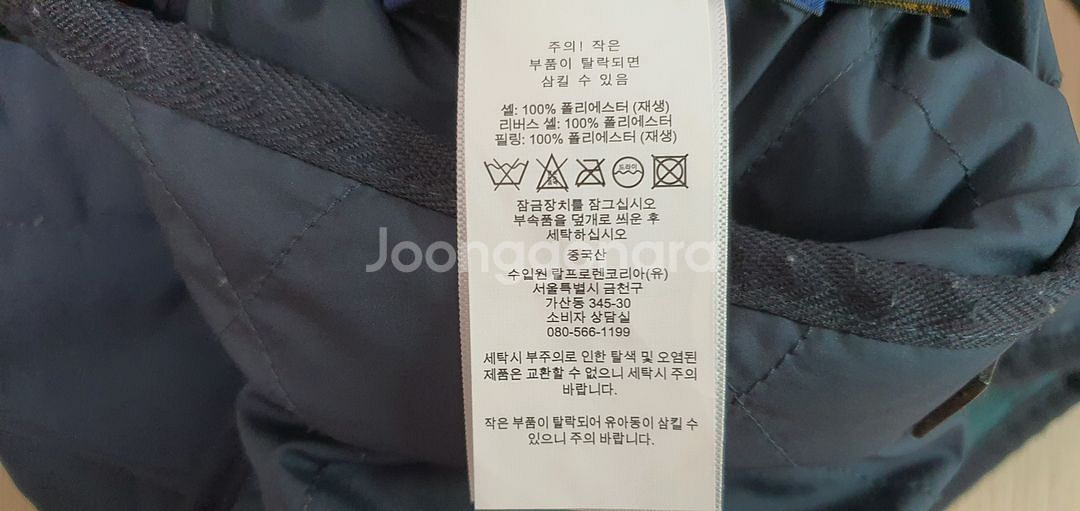 주의! 작은
부품이 탈락되면
삼킬 수 있음
셸: 100% 폴리에스터 (재생)
리버스 셸: 100% 폴리에스터
필링: 100% 폴리에스터 (재생)
드라이
잠금장치를 잠그십시오
부속품을 덮개로 씌운 후
세탁하십시오
Joonggonara
중국산
수입원 랄프로렌코리아(유)
서울특별시 금천구
가산동 345-30
소비자 상담실
080-566-1199
세탁시 부주의로 인한 탈색 및 오염된
제품은 교환할 수 없으니 세탁시 주의
바랍니다.
작은 부품이 탈락되어 유아동이 삼킬 수
있으니 주의 바랍니다.